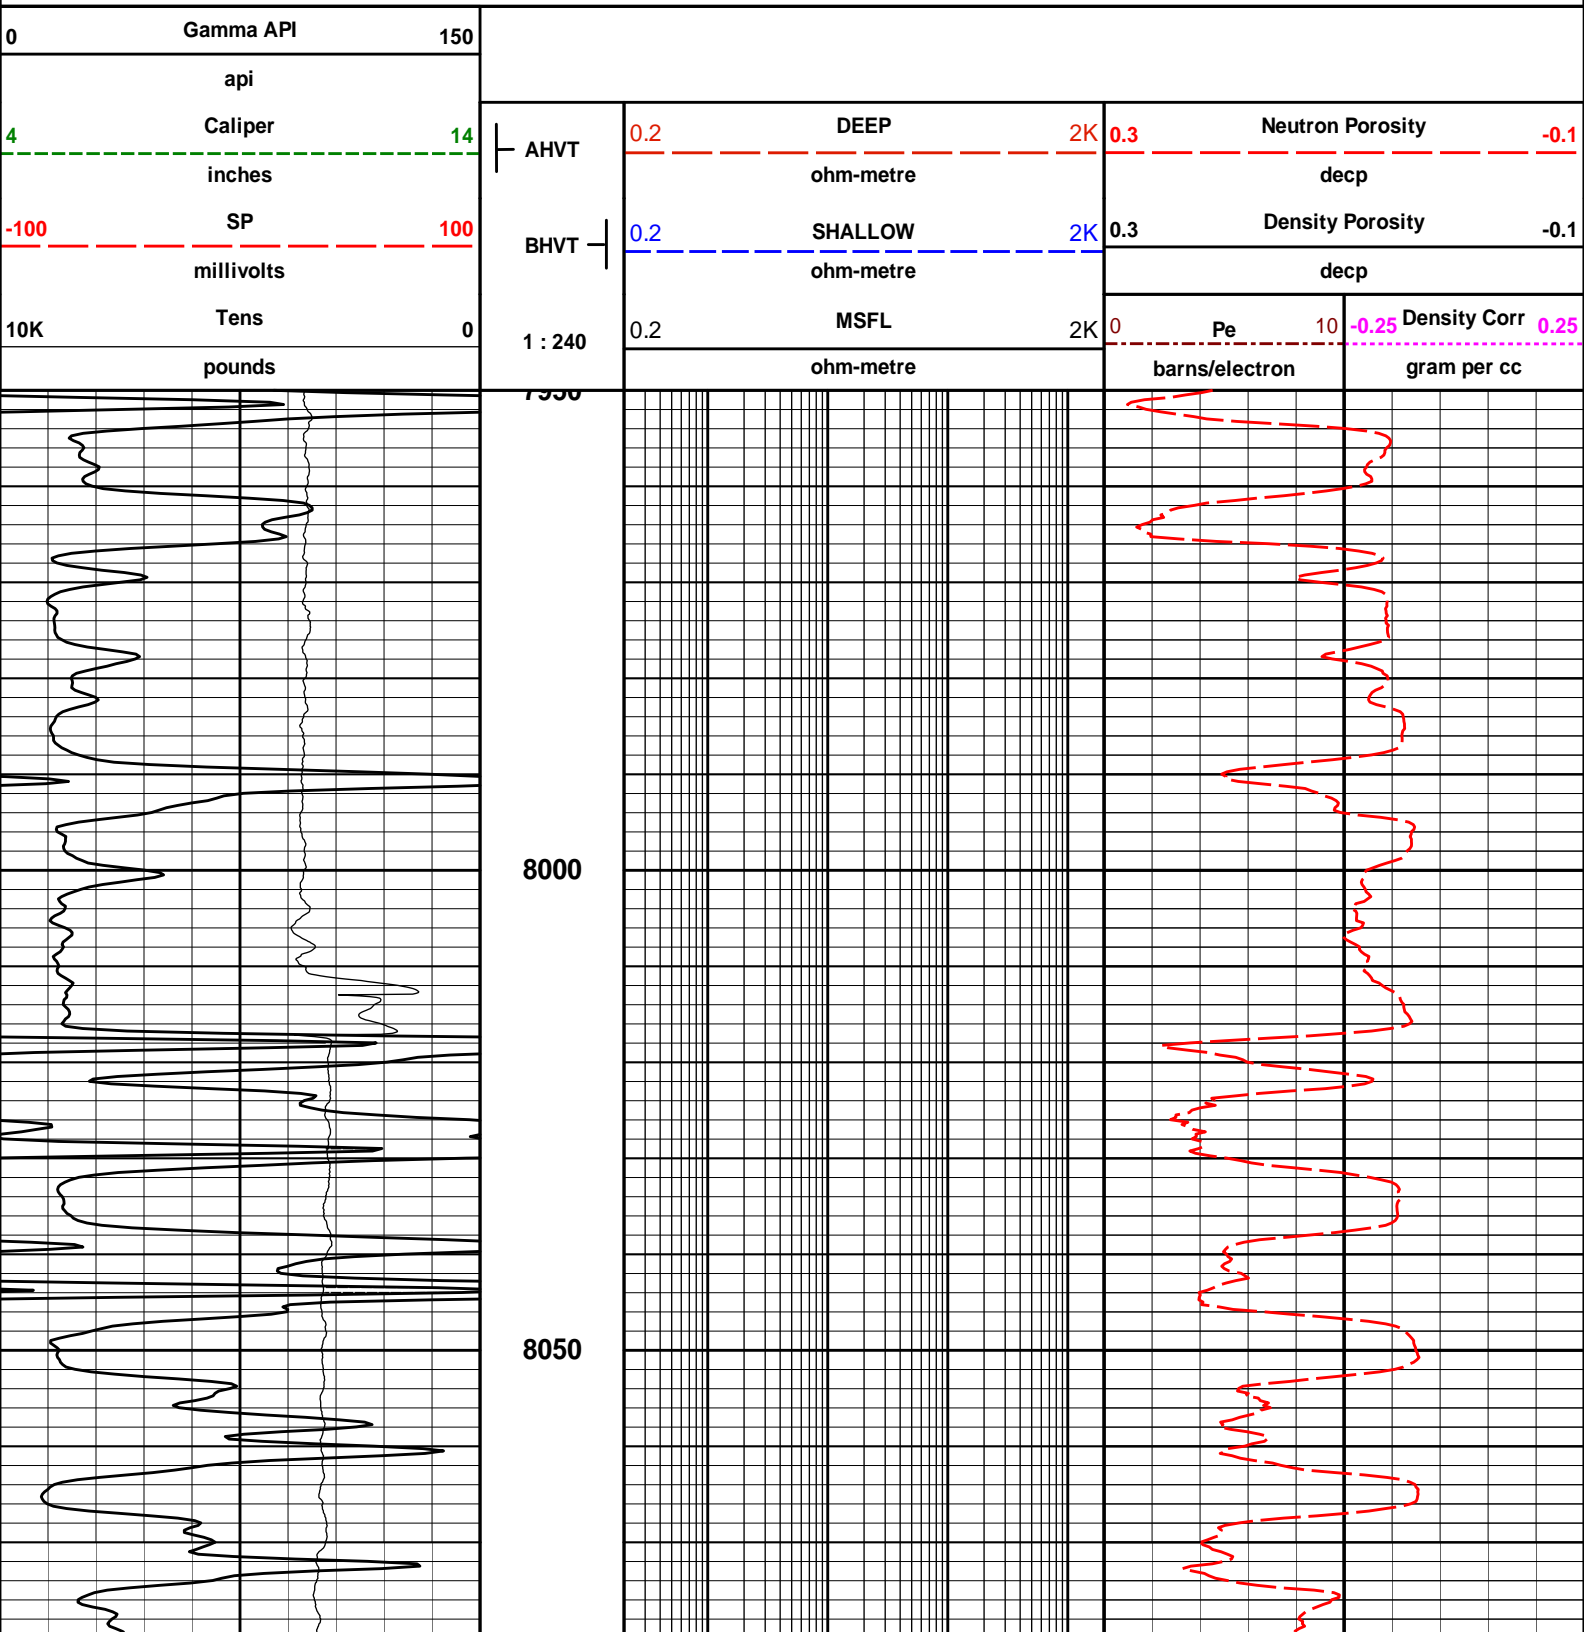 Gamma API
0 150
api
Caliper
4 14
inches
SP
-100 100
millivolts
Tens
10K 0
pounds
AHVT
BHVT
1 : 240
DEEP
0.2 2K
ohm-metre
SHALLOW
0.2 2K
ohm-metre
MSFL
0.2 2K
ohm-metre
Neutron Porosity
0.3 -0.1
decp
Density Porosity
0.3 -0.1
decp
0 Pe 10
barns/electron
-0.25 Density Corr 0.25
gram per cc
7950
8000
8050